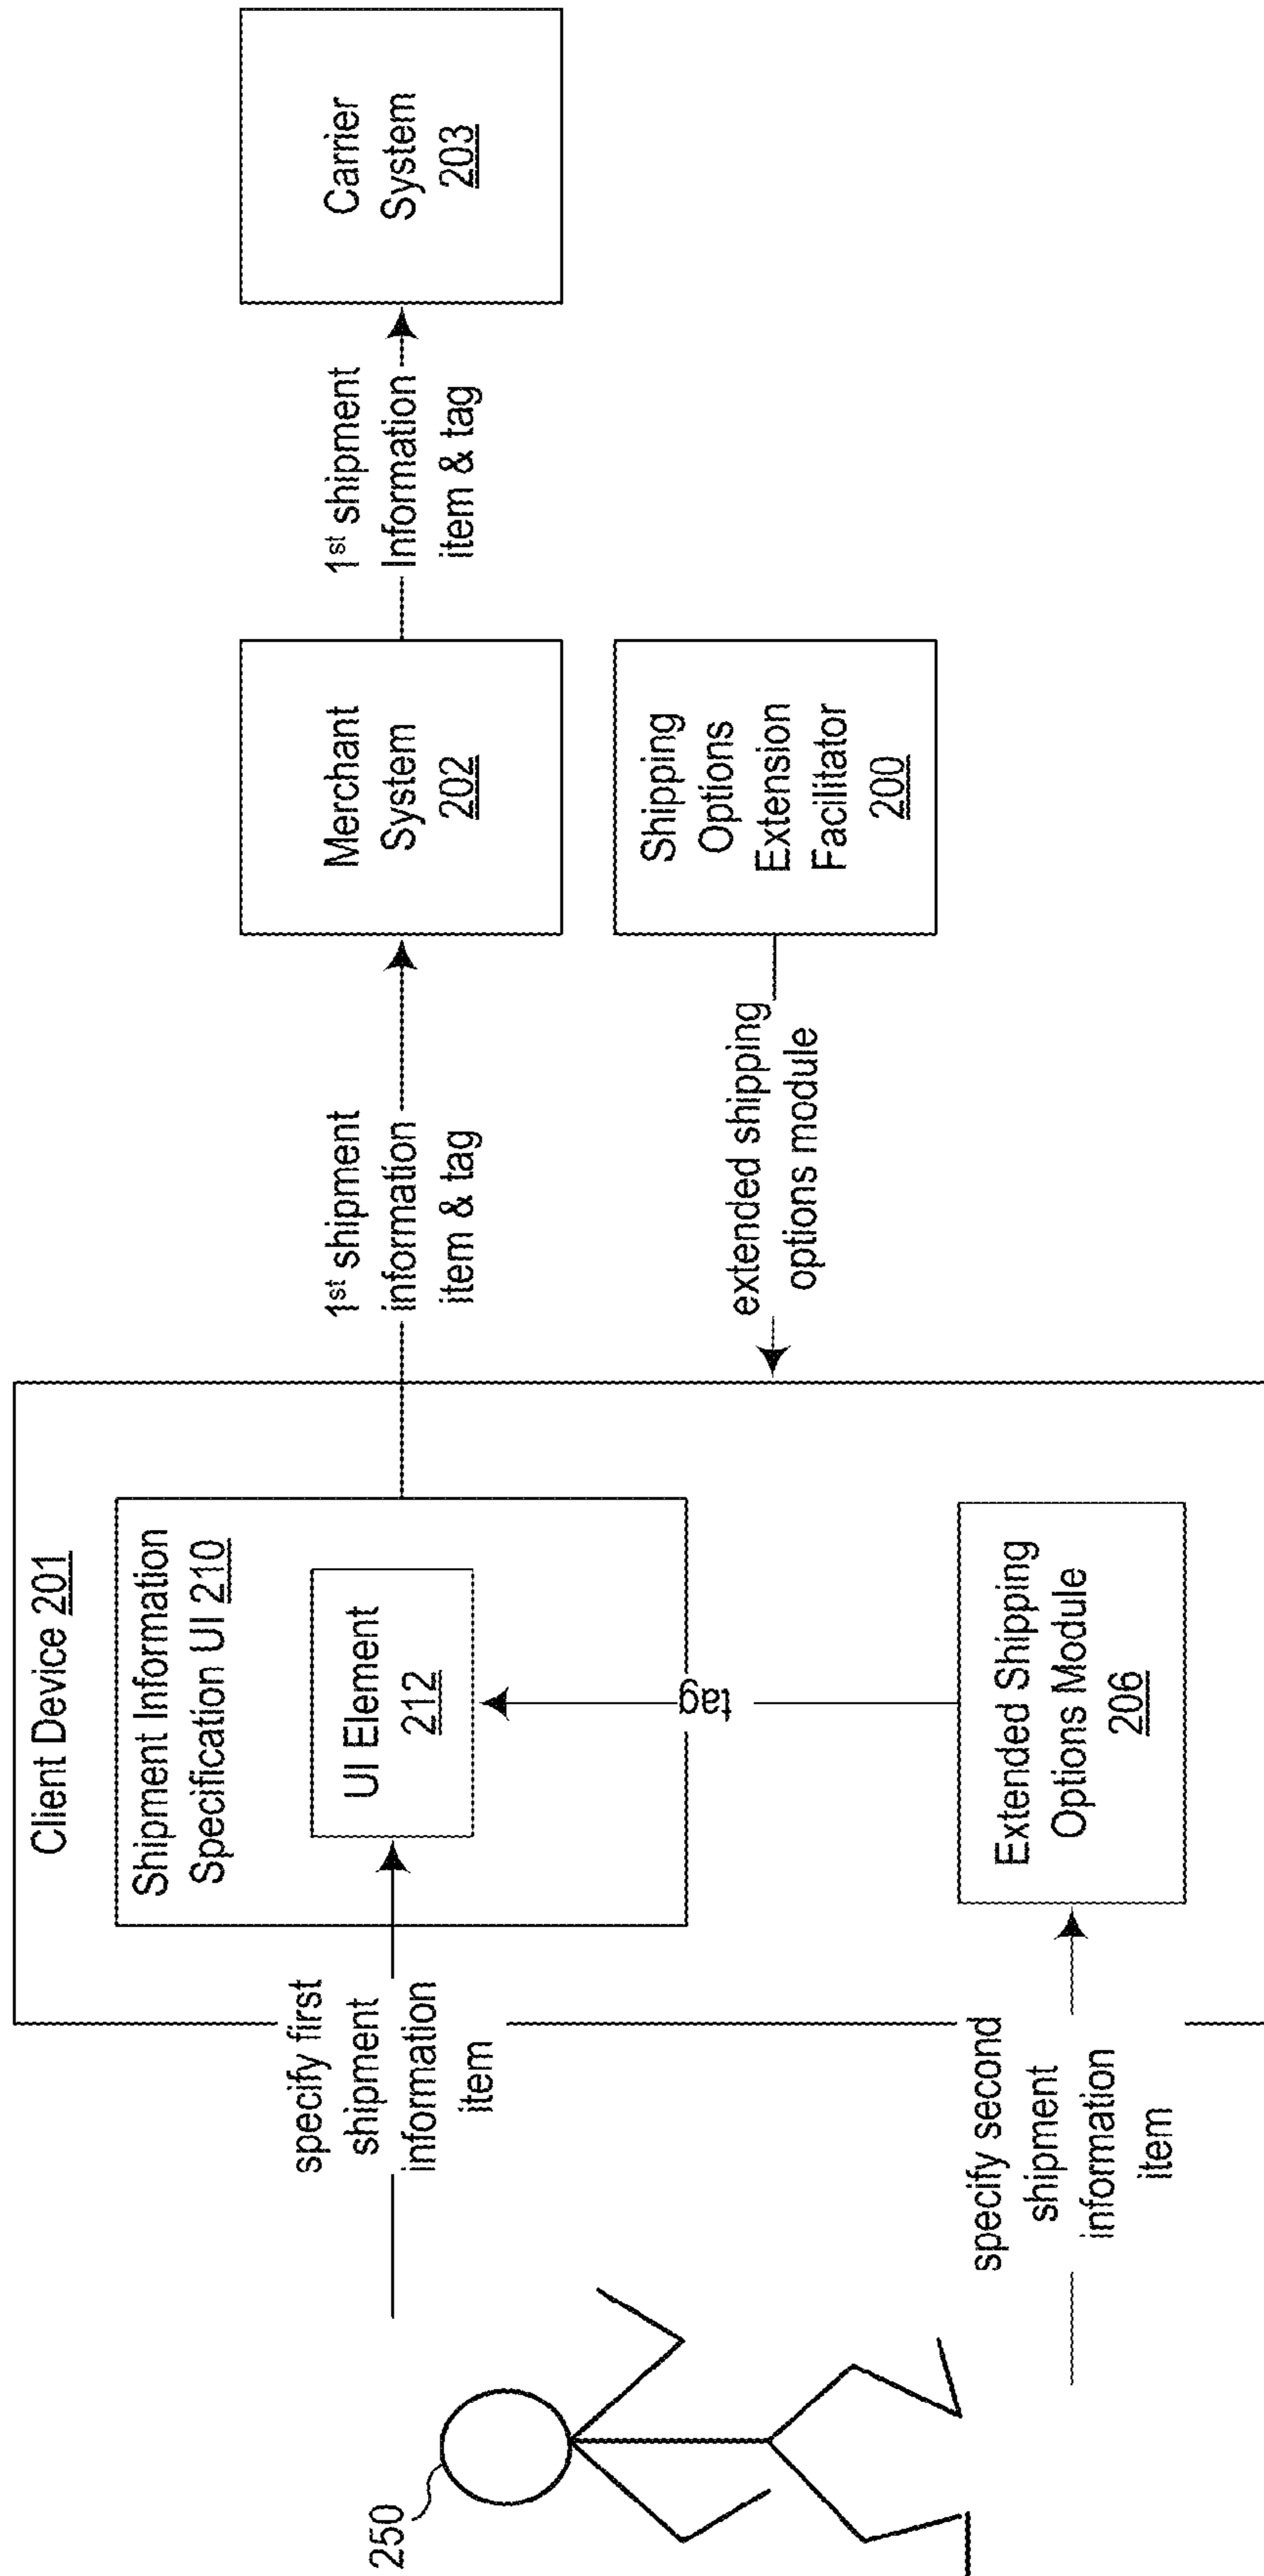 250
specify first
shipment
information
item
specify second
shipment
information
item
Client Device 201
Shipment Information
Specification UI 210
UI Element
212
tag
Extended Shipping
Options Module
206
1st shipment
information
item & tag
extended shipping
options module
Merchant
System
202
Shipping
Options
Extension
Facilitator
200
1st shipment
Information
item & tag
Carrier
System
203